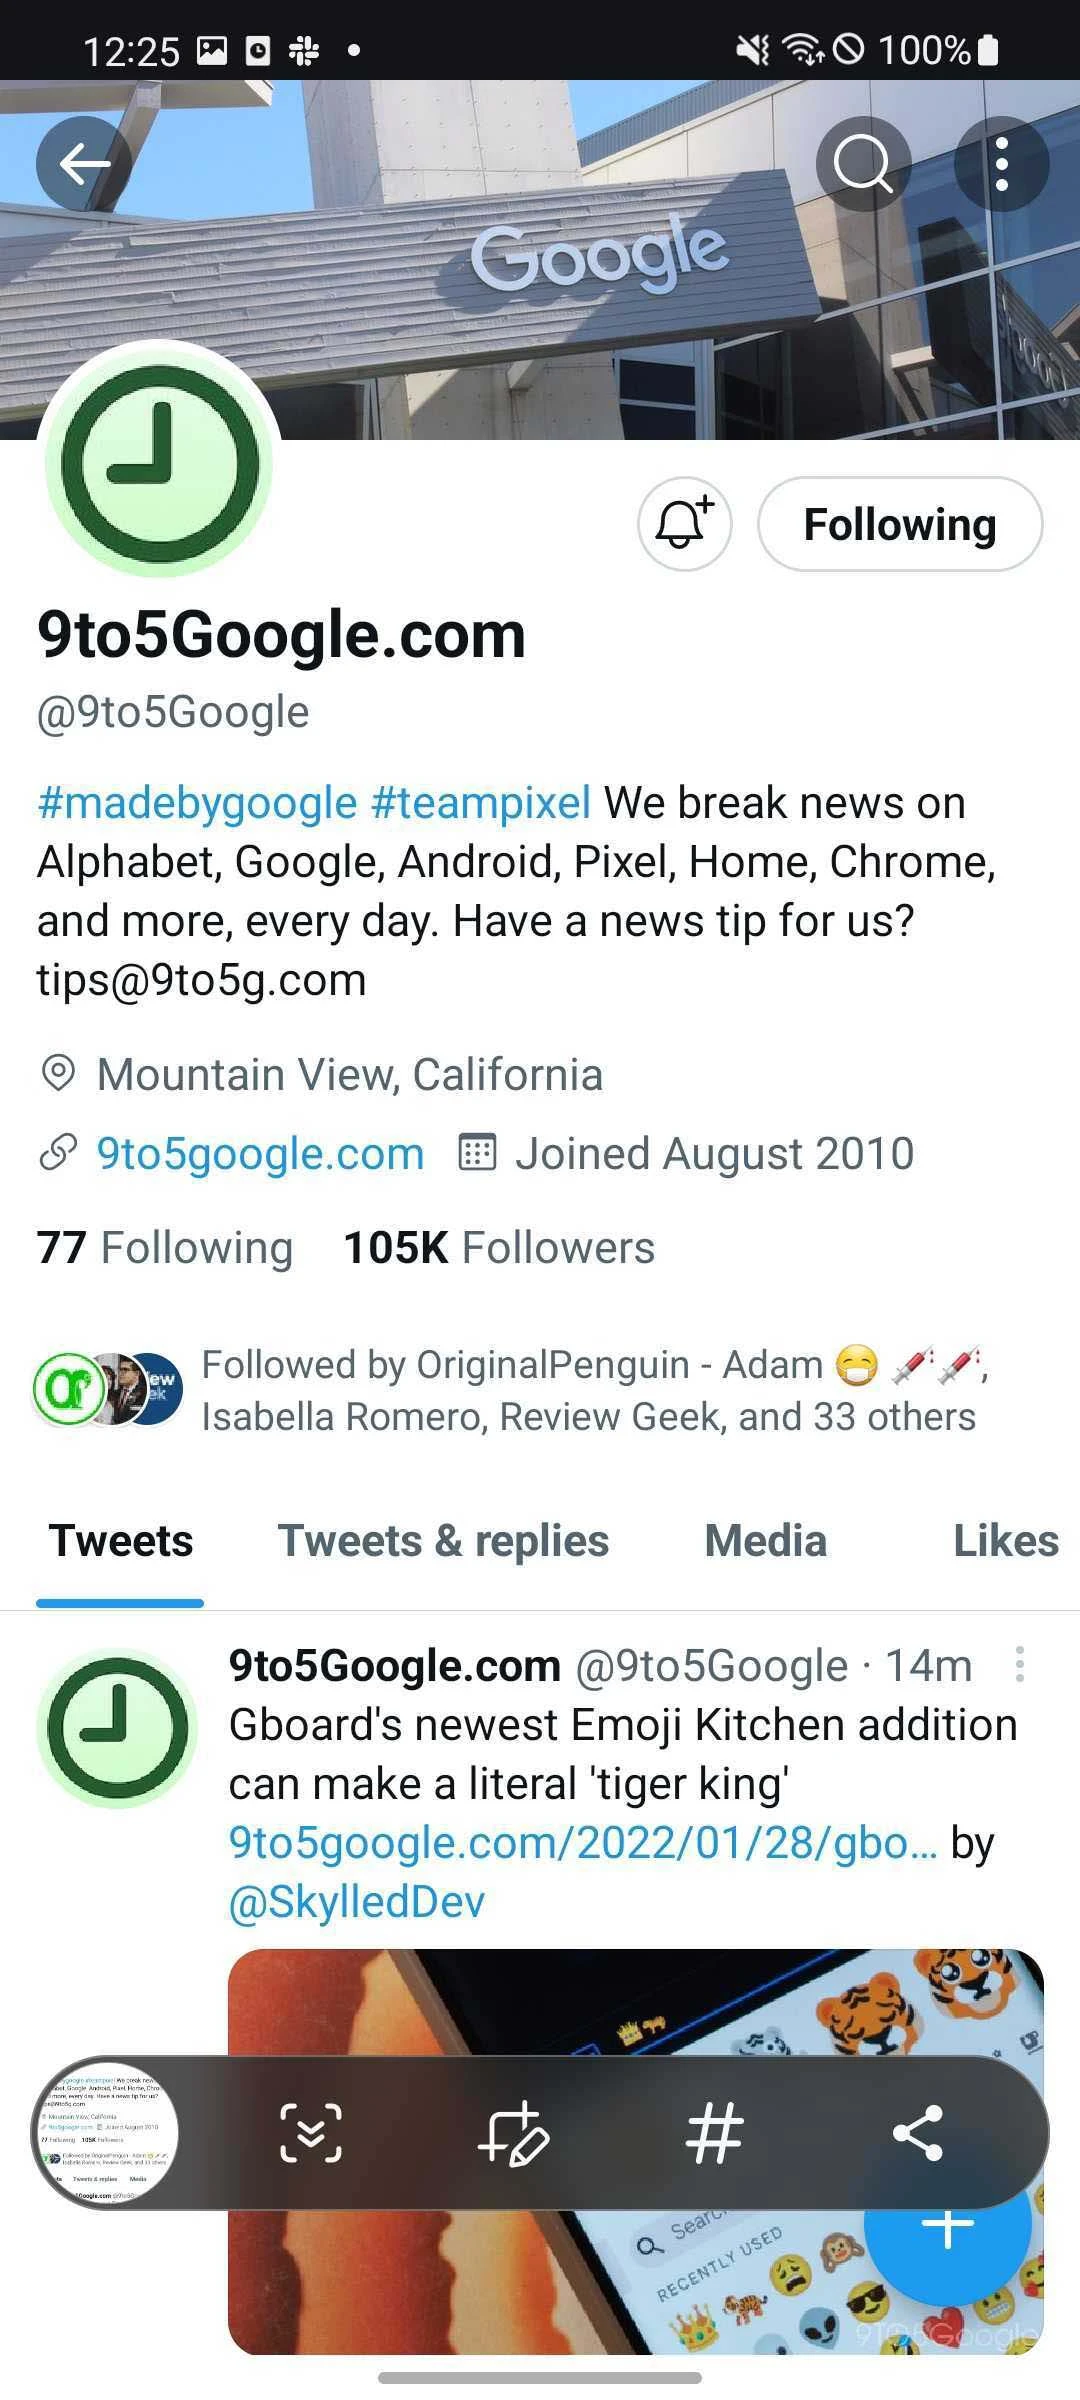 12:25
100%
Google
Following
9to5Google.com
@9to5Google
#madebygoogle #teampixel We break news on
Alphabet, Google, Android, Pixel, Home, Chrome,
and more, every day. Have a news tip for us?
tips@9to5g.com
Mountain View, California
9to5google.com Joined August 2010
77 Following 105K Followers
Followed by OriginalPenguin - Adam 😷 💉💉,
Isabella Romero, Review Geek, and 33 others
Tweets Tweets & replies Media Likes
9to5Google.com @9to5Google · 14m
Gboard's newest Emoji Kitchen addition
can make a literal 'tiger king'
9to5google.com/2022/01/28/gbo... by
@SkylledDev
RECENTLY USED
9TO5Google